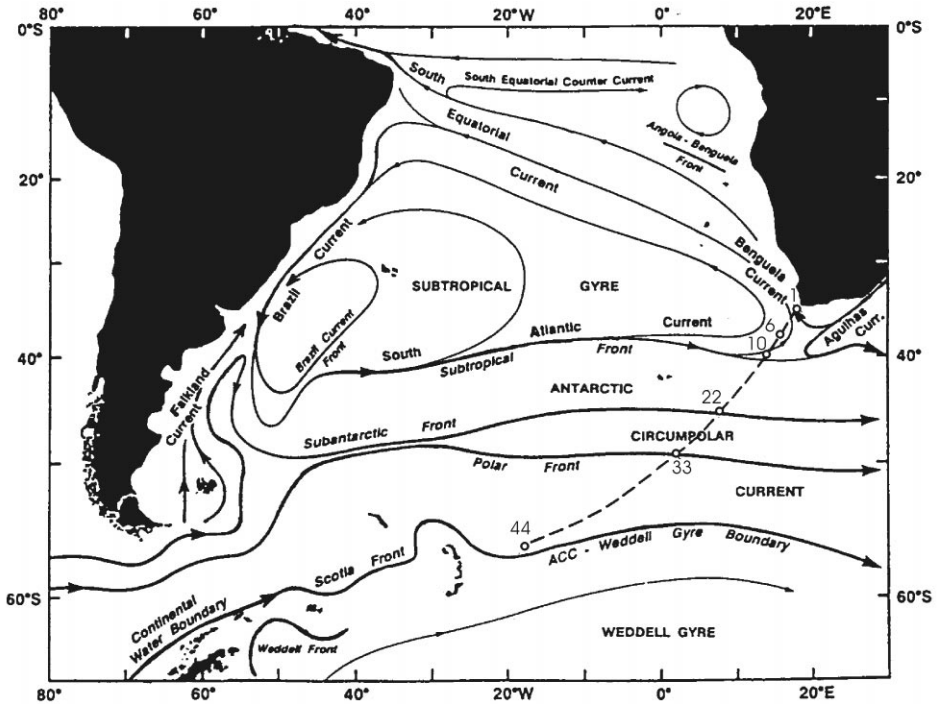 80° 60° 40° 20° 0° 20°
0°S 0°S
South
South Equatorial Counter Current
Equatorial
Angola - Benguela
Front
Current
20° 20°
Benguela
Current
Current
Brazil
SUBTROPICAL GYRE
1
6
10
Agulhas
Curr.
Brazil Current
Front
South Atlantic Current
Subtropical Front
40° 40°
Falkland
Current
ANTARCTIC
22
Subantarctic Front
CIRCUMPOLAR
Polar Front
33
CURRENT
44
ACC - Weddell Gyre Boundary
Scotia Front
60°S 60°S
Continental
Water Boundary
Weddell Front
WEDDELL GYRE
80° 60° 40° 20°W 0° 20°E